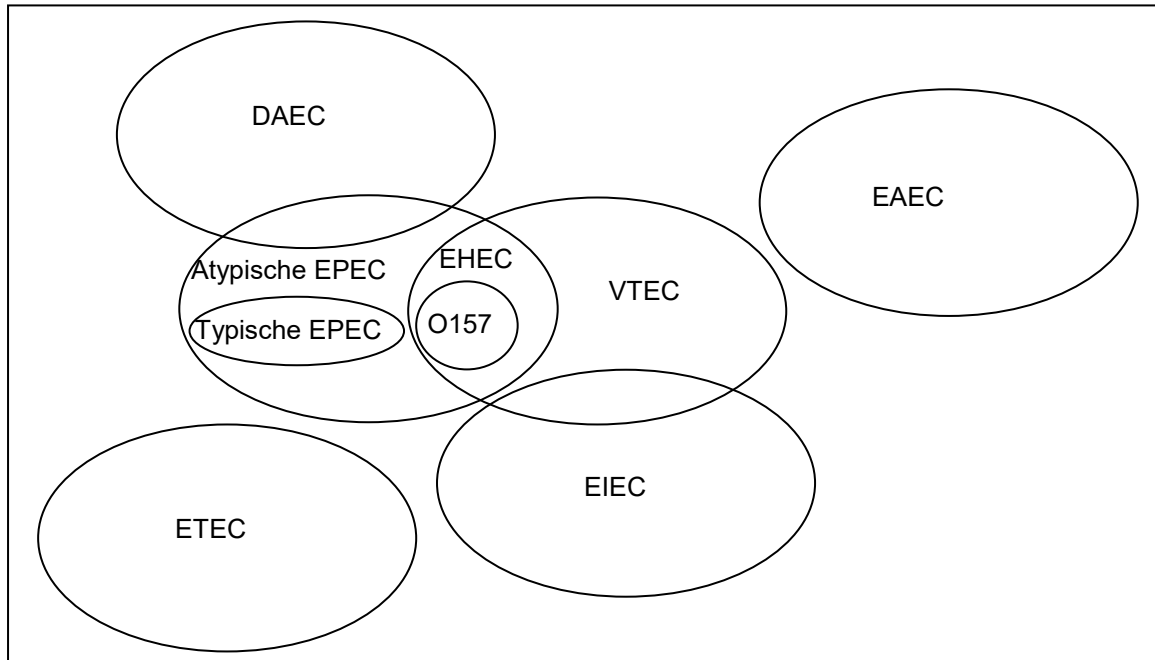 DAEC
EAEC
EHEC
Atypische EPEC
VTEC
O157
Typische EPEC
EIEC
ETEC